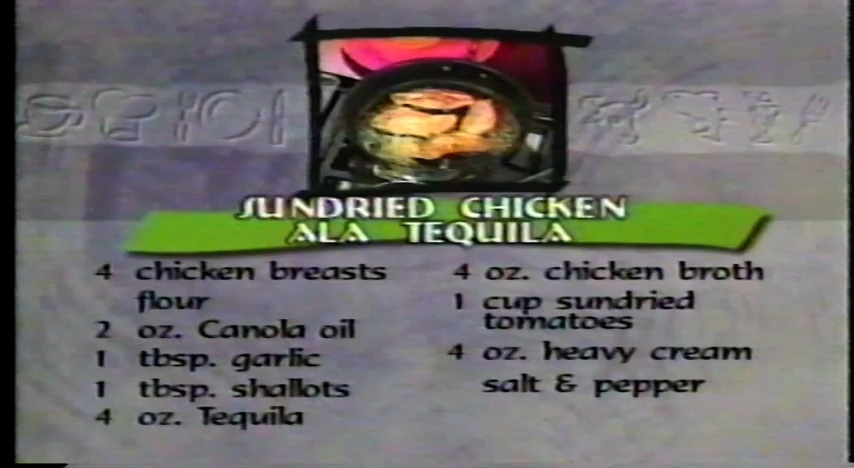 SUNDRIED CHICKEN
ALA TEQUILA
4 chicken breasts
flour
2 oz. Canola oil
1 tbsp. garlic
1 tbsp. shallots
4 oz. Tequila
4 oz. chicken broth
1 cup sundried
tomatoes
4 oz. heavy cream
salt & pepper